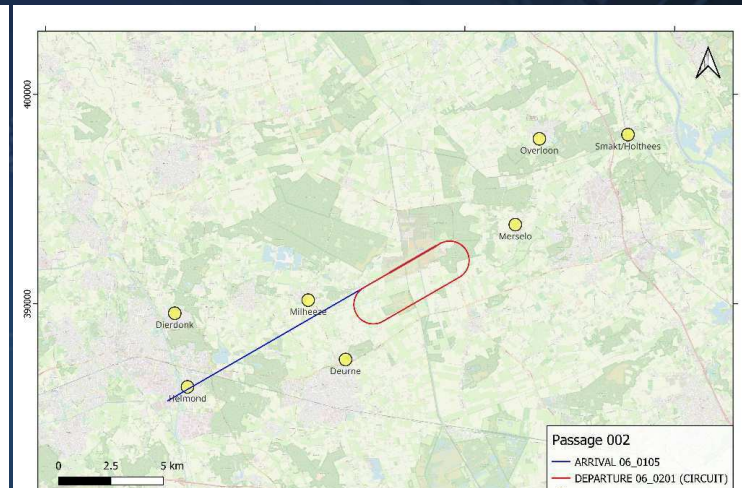 400000
Overloon
Smakt/Holthees
Merselo
390000
Milheeze
Dierdonk
Deurne
Helmond
Passage 002
ARRIVAL 06_0105
DEPARTURE 06_0201 (CIRCUIT)
0 2.5 5 km